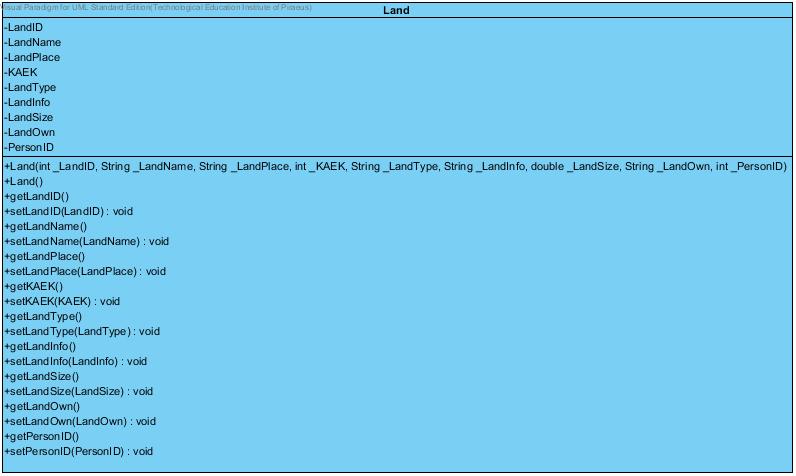 Visual Paradigm for UML Standard Edition(Technological Education Institute of Piraeus)
Land
-LandID
-LandName
-LandPlace
-KAEK
-LandType
-LandInfo
-LandSize
-LandOwn
-PersonID
+Land(int _LandID, String _LandName, String _LandPlace, int _KAEK, String _LandType, String _LandInfo, double _LandSize, String _LandOwn, int _PersonID)
+Land()
+getLandID()
+setLandID(LandID) : void
+getLandName()
+setLandName(LandName) : void
+getLandPlace()
+setLandPlace(LandPlace) : void
+getKAEK()
+setKAEK(KAEK) : void
+getLandType()
+setLandType(LandType) : void
+getLandInfo()
+setLandInfo(LandInfo) : void
+getLandSize()
+setLandSize(LandSize) : void
+getLandOwn()
+setLandOwn(LandOwn) : void
+getPersonID()
+setPersonID(PersonID) : void